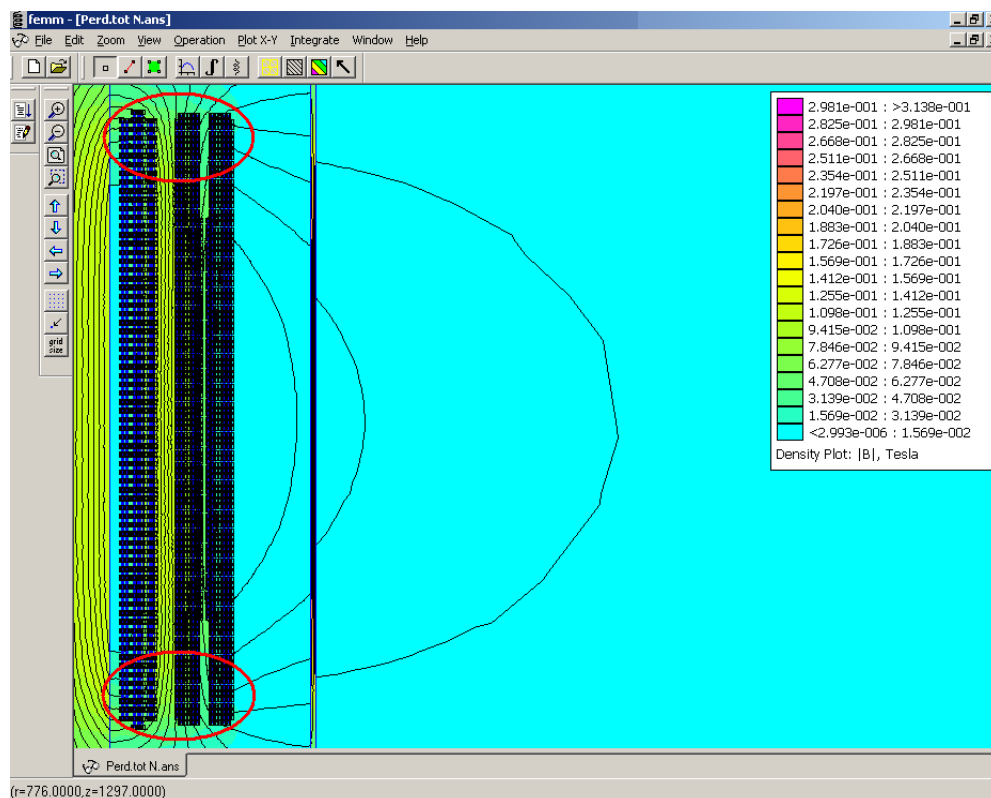 femm - [Perd.tot N.ans]
File Edit Zoom View Operation Plot X-Y Integrate Window Help
grid
size
2.981e-001 : >3.138e-001
2.825e-001 : 2.981e-001
2.668e-001 : 2.825e-001
2.511e-001 : 2.668e-001
2.354e-001 : 2.511e-001
2.197e-001 : 2.354e-001
2.040e-001 : 2.197e-001
1.883e-001 : 2.040e-001
1.726e-001 : 1.883e-001
1.569e-001 : 1.726e-001
1.412e-001 : 1.569e-001
1.255e-001 : 1.412e-001
1.098e-001 : 1.255e-001
9.415e-002 : 1.098e-001
7.846e-002 : 9.415e-002
6.277e-002 : 7.846e-002
4.708e-002 : 6.277e-002
3.139e-002 : 4.708e-002
1.569e-002 : 3.139e-002
<2.993e-006 : 1.569e-002
Density Plot: |B|, Tesla
Perd.tot N.ans
(r=776.0000,z=1297.0000)